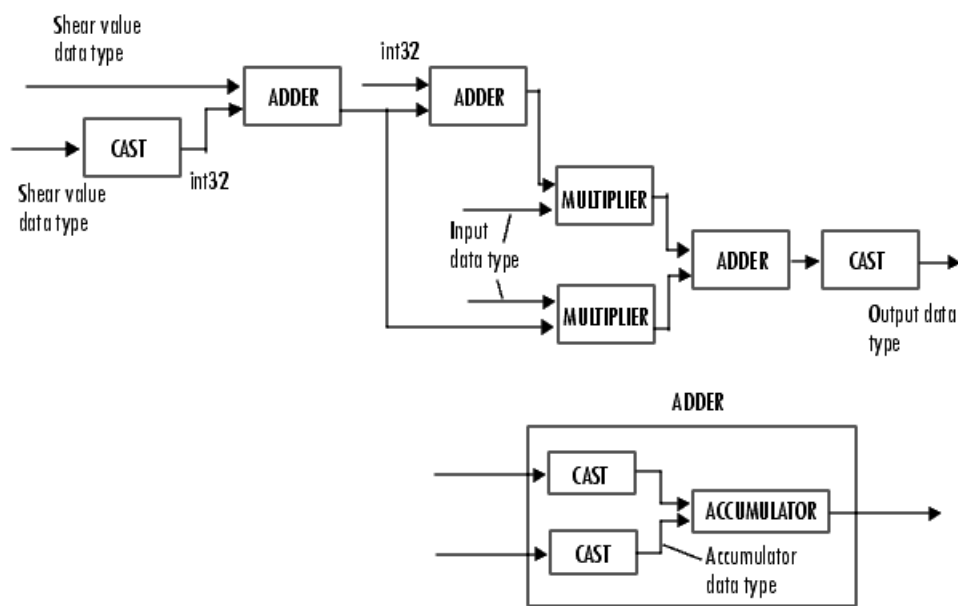 Shear value
data type
int32
ADDER
ADDER
CAST
int32
Shear value
data type
MULTIPLIER
Input
data type
ADDER
CAST
MULTIPLIER
Output data
type
ADDER
CAST
ACCUMULATOR
CAST
Accumulator
data type